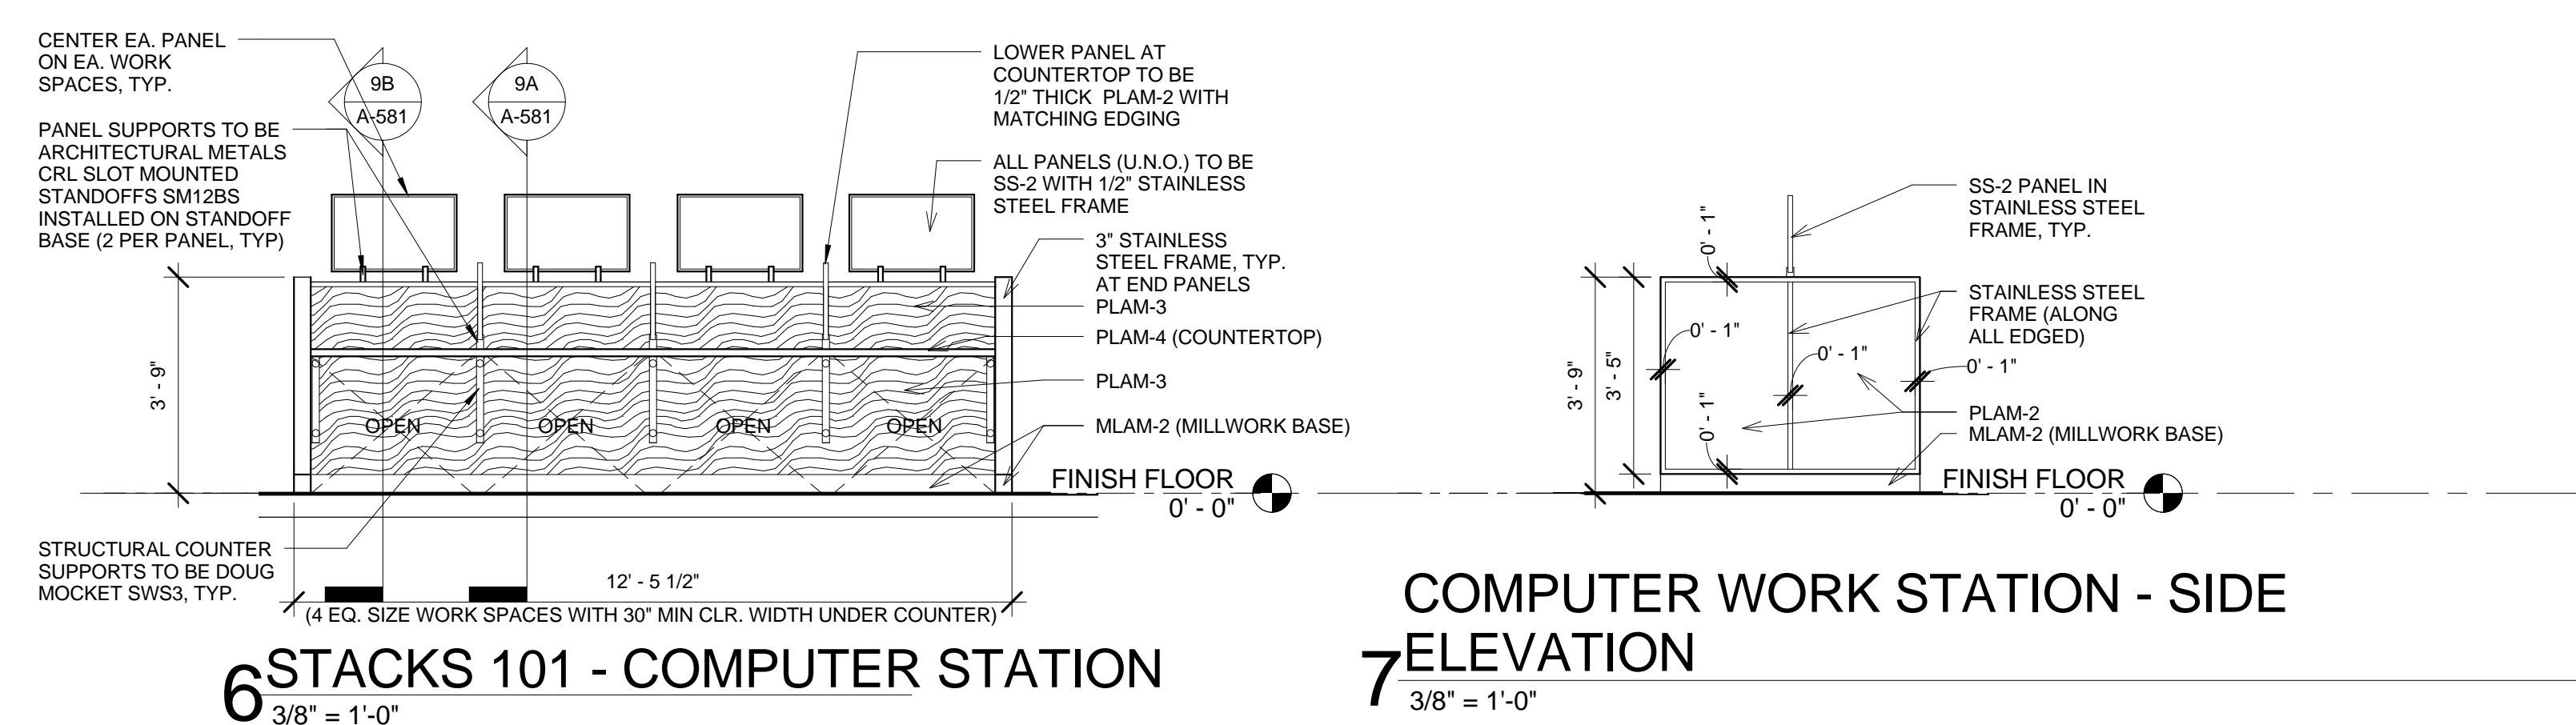 CENTER EA. PANEL
ON EA. WORK
SPACES, TYP.
PANEL SUPPORTS TO BE
ARCHITECTURAL METALS
CRL SLOT MOUNTED
STANDOFFS SM12BS
INSTALLED ON STANDOFF
BASE (2 PER PANEL, TYP)
9B
A-581
9A
A-581
LOWER PANEL AT
COUNTERTOP TO BE
1/2" THICK PLAM-2 WITH
MATCHING EDGING
ALL PANELS (U.N.O.) TO BE
SS-2 WITH 1/2" STAINLESS
STEEL FRAME
3" STAINLESS
STEEL FRAME, TYP.
AT END PANELS
PLAM-3
PLAM-4 (COUNTERTOP)
PLAM-3
MLAM-2 (MILLWORK BASE)
3' - 9"
OPEN
OPEN
OPEN
OPEN
FINISH FLOOR
0' - 0"
STRUCTURAL COUNTER
SUPPORTS TO BE DOUG
MOCKET SWS3, TYP.
12' - 5 1/2"
(4 EQ. SIZE WORK SPACES WITH 30" MIN CLR. WIDTH UNDER COUNTER)
6
STACKS 101 - COMPUTER STATION
3/8" = 1'-0"
SS-2 PANEL IN
STAINLESS STEEL
FRAME, TYP.
STAINLESS STEEL
FRAME (ALONG
ALL EDGED)
PLAM-2
MLAM-2 (MILLWORK BASE)
3' - 9"
3' - 5"
0' - 1"
0' - 1"
0' - 1"
0' - 1"
0' - 1"
FINISH FLOOR
0' - 0"
7
COMPUTER WORK STATION - SIDE
ELEVATION
3/8" = 1'-0"